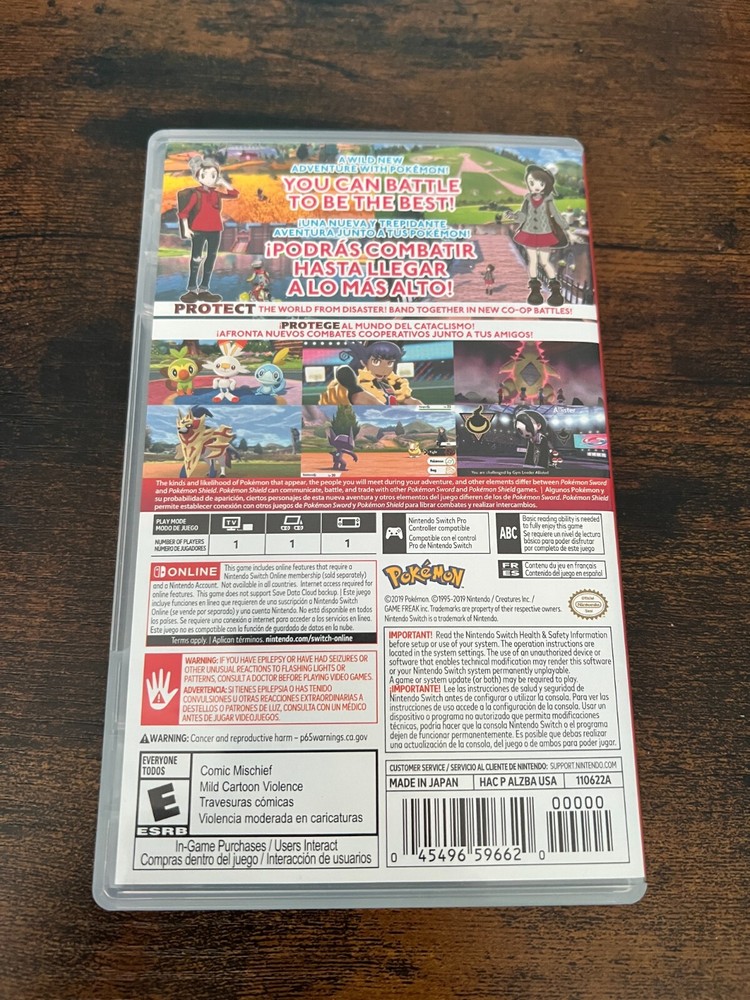 A WILD NEW
ADVENTURE WITH POKÉMON!
YOU CAN BATTLE
TO BE THE BEST!
¡UNA NUEVA Y TREPIDANTE
AVENTURA JUNTO A TUS POKÉMON!
¡PODRÁS COMBATIR
HASTA LLEGAR
A LO MÁS ALTO!
PROTECT THE WORLD FROM DISASTER! BAND TOGETHER IN NEW CO-OP BATTLES!
¡PROTEGE AL MUNDO DEL CATACLISMO!
¡AFRONTA NUEVOS COMBATES COOPERATIVOS JUNTO A TUS AMIGOS!
Allister
You are challenged by Gym Leader Allister!
The kinds and likelihood of Pokémon that appear, the people you will meet during your adventure, and other elements differ between Pokémon Sword
and Pokémon Shield. Pokémon Shield can communicate, battle, and trade with other Pokémon Sword and Pokémon Shield games. | Algunos Pokémon y
su probabilidad de aparición, ciertos personajes de esta nueva aventura y otros elementos del juego difieren de los de Pokémon Sword. Pokémon Shield
permite establecer conexión con otros juegos de Pokémon Sword y Pokémon Shield para librar combates y realizar intercambios.
PLAY MODE
MODO DE JUEGO
TV
NUMBER OF PLAYERS
NÚMERO DE JUGADORES
1 1 1
Nintendo Switch Pro
Controller compatible
Compatible con el control
Pro de Nintendo Switch
ABC
Basic reading ability is needed
to fully enjoy this game
Se requiere un nivel de lectura
básico para poder disfrutar
por completo de este juego
ONLINE
This game includes online features that require a
Nintendo Switch Online membership (sold separately)
and a Nintendo Account. Not available in all countries. Internet access required for
online features. This game does not support Save Data Cloud backup. | Este juego
incluye funciones en línea que requieren de una suscripción a Nintendo Switch
Online (se vende por separado) y una cuenta Nintendo. No está disponible en todos
los países. Se requiere una conexión a internet para acceder a los servicios en línea.
Este juego no es compatible con la función de guardado de datos en la nube.
Terms apply. | Aplican términos. nintendo.com/switch-online
POKéMON
FR
ES
Contenu du jeu en français
Contenido del juego en español
©2019 Pokémon. ©1995-2019 Nintendo / Creatures Inc. /
GAME FREAK inc. Trademarks are property of their respective owners.
Nintendo Switch is a trademark of Nintendo.
Nintendo
WARNING: IF YOU HAVE EPILEPSY OR HAVE HAD SEIZURES OR
OTHER UNUSUAL REACTIONS TO FLASHING LIGHTS OR
PATTERNS, CONSULT A DOCTOR BEFORE PLAYING VIDEO GAMES.
ADVERTENCIA: SI TIENES EPILEPSIA O HAS TENIDO
CONVULSIONES U OTRAS REACCIONES EXTRAORDINARIAS A
DESTELLOS O PATRONES DE LUZ, CONSULTA CON UN MÉDICO
ANTES DE JUGAR VIDEOJUEGOS.
WARNING: Cancer and reproductive harm – p65warnings.ca.gov
IMPORTANT! Read the Nintendo Switch Health & Safety Information
before setup or use of your system. The operation instructions are
located in the system settings. The use of an unauthorized device or
software that enables technical modification may render this software
or your Nintendo Switch system permanently unplayable.
A game or system update (or both) may be required to play.
¡IMPORTANTE! Lee las instrucciones de salud y seguridad de
Nintendo Switch antes de configurar o utilizar la consola. Para ver las
instrucciones de uso accede a la configuración de la consola. Usar un
dispositivo o programa no autorizado que permita modificaciones
técnicas, podría hacer que la consola Nintendo Switch o el programa
dejen de funcionar permanentemente. Es posible que debas realizar
una actualización de la consola, del juego o de ambos para poder jugar.
EVERYONE
TODOS
E
ESRB
Comic Mischief
Mild Cartoon Violence
Travesuras cómicas
Violencia moderada en caricaturas
In-Game Purchases / Users Interact
Compras dentro del juego / Interacción de usuarios
CUSTOMER SERVICE / SERVICIO AL CLIENTE DE NINTENDO: SUPPORT.NINTENDO.COM
MADE IN JAPAN HAC P ALZBA USA 110622A
00000
0 45496 59662 0